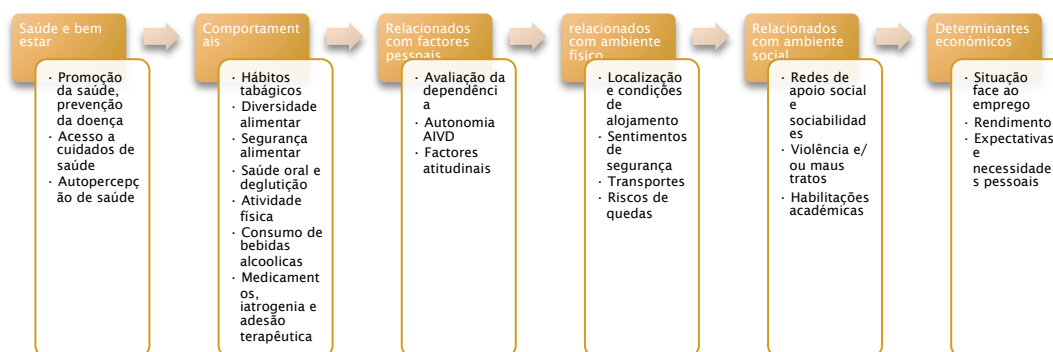 Saúde e bem
estar
· Promoção
da saúde,
prevenção
da doença
· Acesso a
cuidados de
saúde
· Autopercepç
ão de saúde
Comportament
ais
· Hábitos
tabágicos
· Diversidade
alimentar
· Segurança
alimentar
· Saúde oral e
deglutição
· Atividade
física
· Consumo de
bebidas
alcoolicas
· Medicament
os,
iatrogenia e
adesão
terapêutica
Relacionados
com factores
pessoais
· Avaliação da
dependênci
a
· Autonomia
AIVD
· Factores
atitudinais
relacionados
com ambiente
físico
· Localização
e condições
de
alojamento
· Sentimentos
de
segurança
· Transportes
· Riscos de
quedas
Relacionados
com ambiente
social
· Redes de
apoio social
e
sociabilidad
es
· Violência e/
ou maus
tratos
· Habilitações
académicas
Determinantes
económicos
· Situação
face ao
emprego
· Rendimento
· Expectativas
e
necessidade
s pessoais